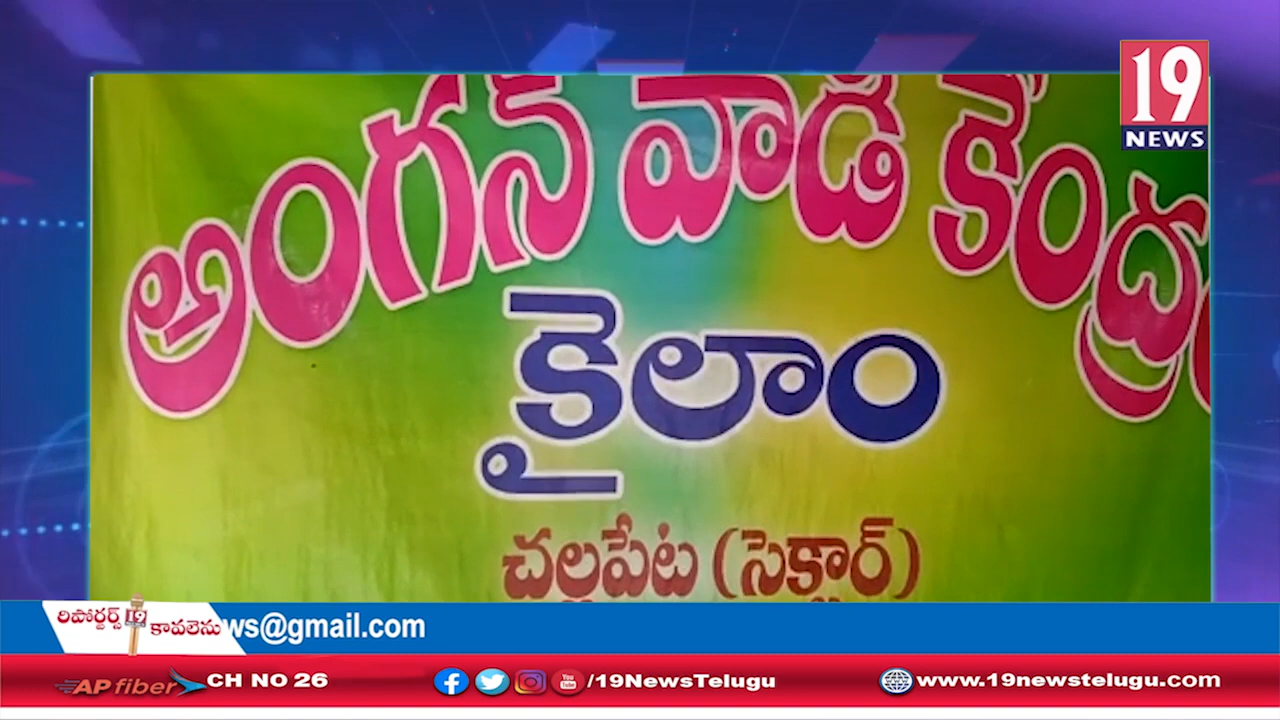 19
NEWS
అంగన్ వాడి కేంద్ర
కైలాం
చల్లపేట (సెక్టార్)
రిపోర్టర్స్ 19 కావలెను
ws@gmail.com
AP fiber CH NO 26
/19NewsTelugu
www.19newstelugu.com